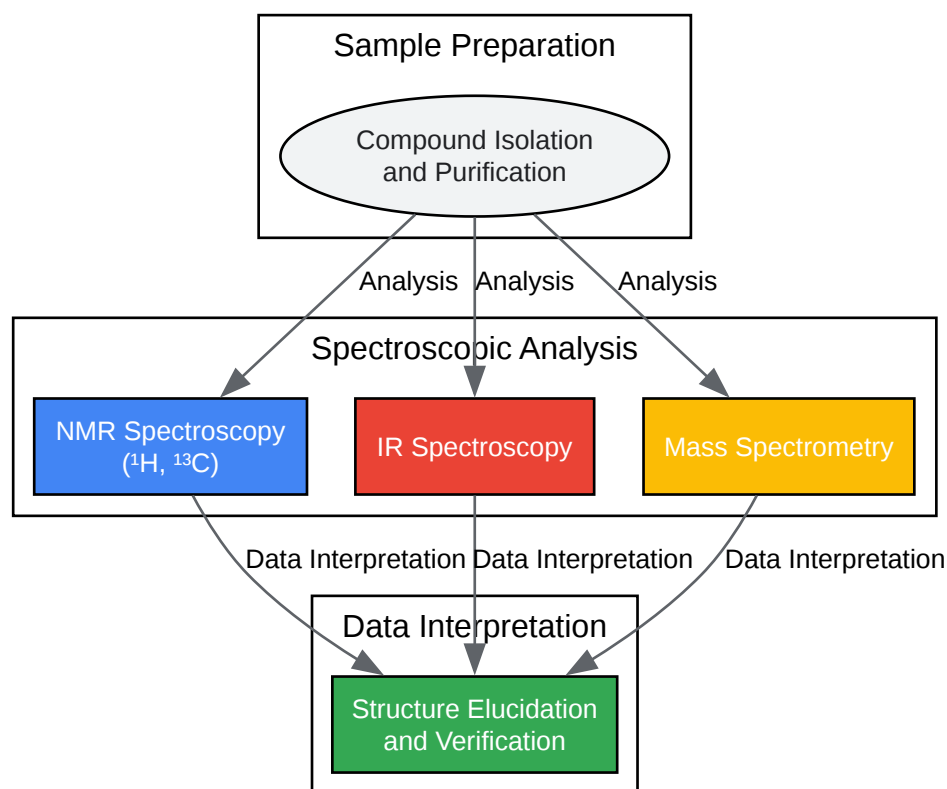 Sample Preparation
Compound Isolation
and Purification
Analysis
Analysis
Analysis
Spectroscopic Analysis
NMR Spectroscopy
(¹H, ¹³C)
IR Spectroscopy
Mass Spectrometry
Data Interpretation
Data Interpretation
Data Interpretation
Data Interpretation
Structure Elucidation
and Verification